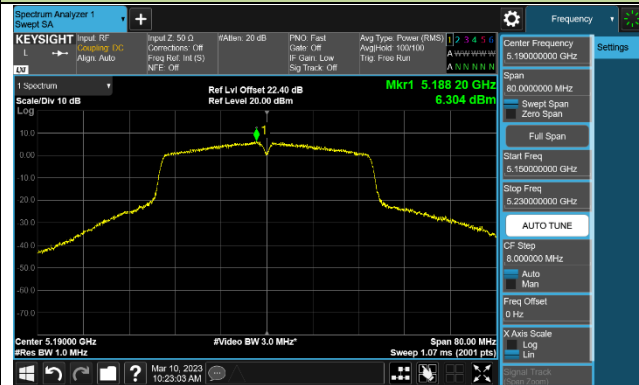 Spectrum Analyzer 1
Swept SA
Frequency
KEYSIGHT
Input: RF
Coupling: DC
Align: Auto
Input Z: 50 Ω
Corrections: Off
Freq Ref: Int (S)
NFE: Off
#Atten: 20 dB
PNO: Fast
Gate: Off
IF Gain: Low
Sig Track: Off
Avg Type: Power (RMS)
Avg|Hold: 100/100
Trig: Free Run
1 2 3 4 5 6
A W W W W W
A N N N N N
L
LXI
1 Spectrum
Scale/Div 10 dB
Log
Ref Lvl Offset 22.40 dB
Ref Level 20.00 dBm
Mkr1 5.188 20 GHz
6.304 dBm
1
10.0
0.00
-10.0
-20.0
-30.0
-40.0
-50.0
-60.0
-70.0
Center 5.19000 GHz
#Res BW 1.0 MHz
#Video BW 3.0 MHz*
Span 80.00 MHz
Sweep 1.07 ms (2001 pts)
Mar 10, 2023
10:23:03 AM
Center Frequency
5.190000000 GHz
Span
80.0000000 MHz
Swept Span
Zero Span
Full Span
Start Freq
5.150000000 GHz
Stop Freq
5.230000000 GHz
AUTO TUNE
CF Step
8.000000 MHz
Auto
Man
Freq Offset
0 Hz
X Axis Scale
Log
Lin
Signal Track
(Span Zoom)
Settings